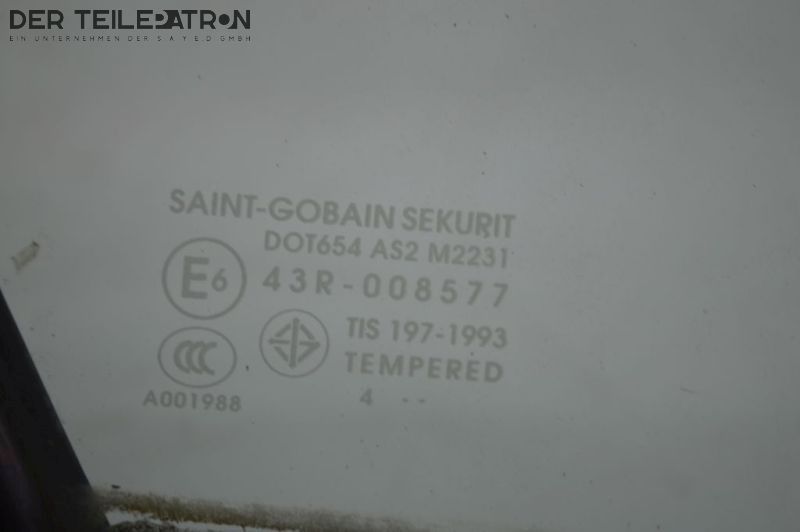 DER TEILEPATRON
EIN UNTERNEHMEN DER S A Y E D GMBH
SAINT-GOBAIN SEKURIT
DOT654 AS2 M2231
E6 43R-008577
CCC TIS 197-1993
TEMPERED
A001988 4 . .